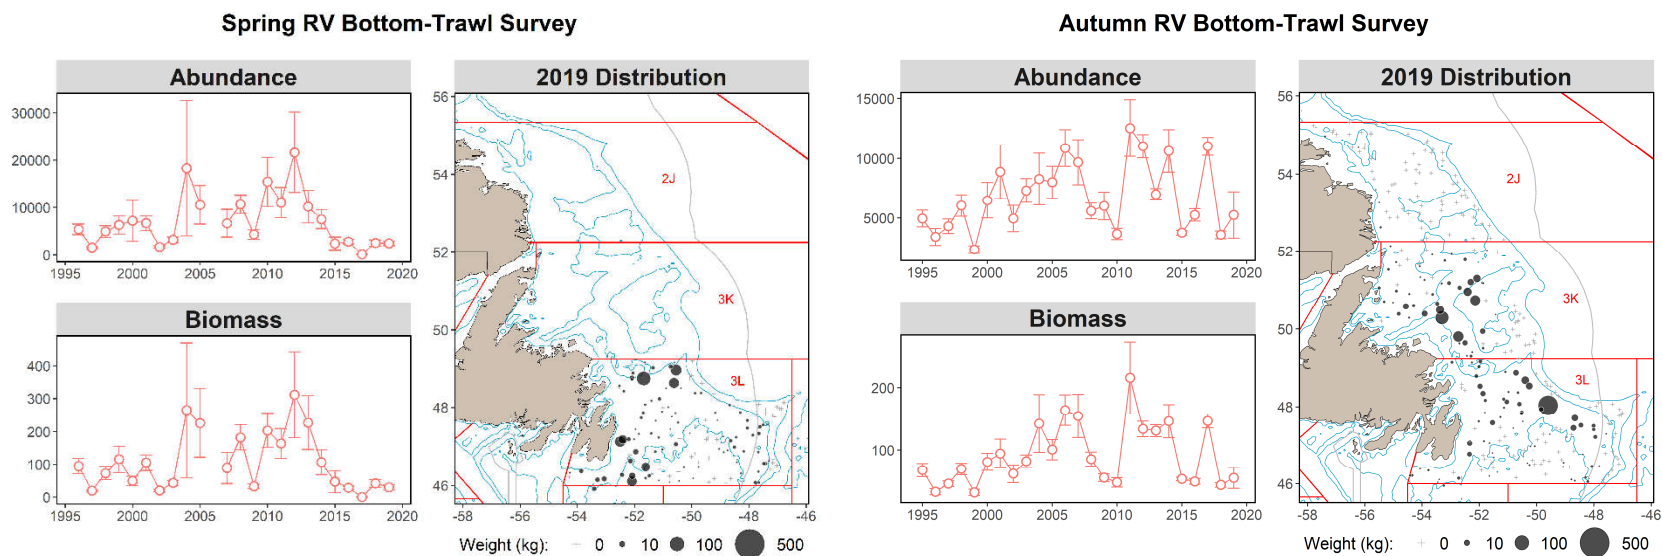 Spring RV Bottom-Trawl Survey
Autumn RV Bottom-Trawl Survey
Abundance
30000
20000
10000
0
1995 2000 2005 2010 2015 2020
Biomass
400
300
200
100
0
1995 2000 2005 2010 2015 2020
2019 Distribution
56
54
52
50
48
46
2J
3K
3L
-58 -56 -54 -52 -50 -48 -46
Weight (kg): 0 10 100 500
Abundance
15000
10000
5000
1995 2000 2005 2010 2015 2020
Biomass
200
100
1995 2000 2005 2010 2015 2020
2019 Distribution
56
54
52
50
48
46
2J
3K
3L
-58 -56 -54 -52 -50 -48 -46
Weight (kg): 0 10 100 500